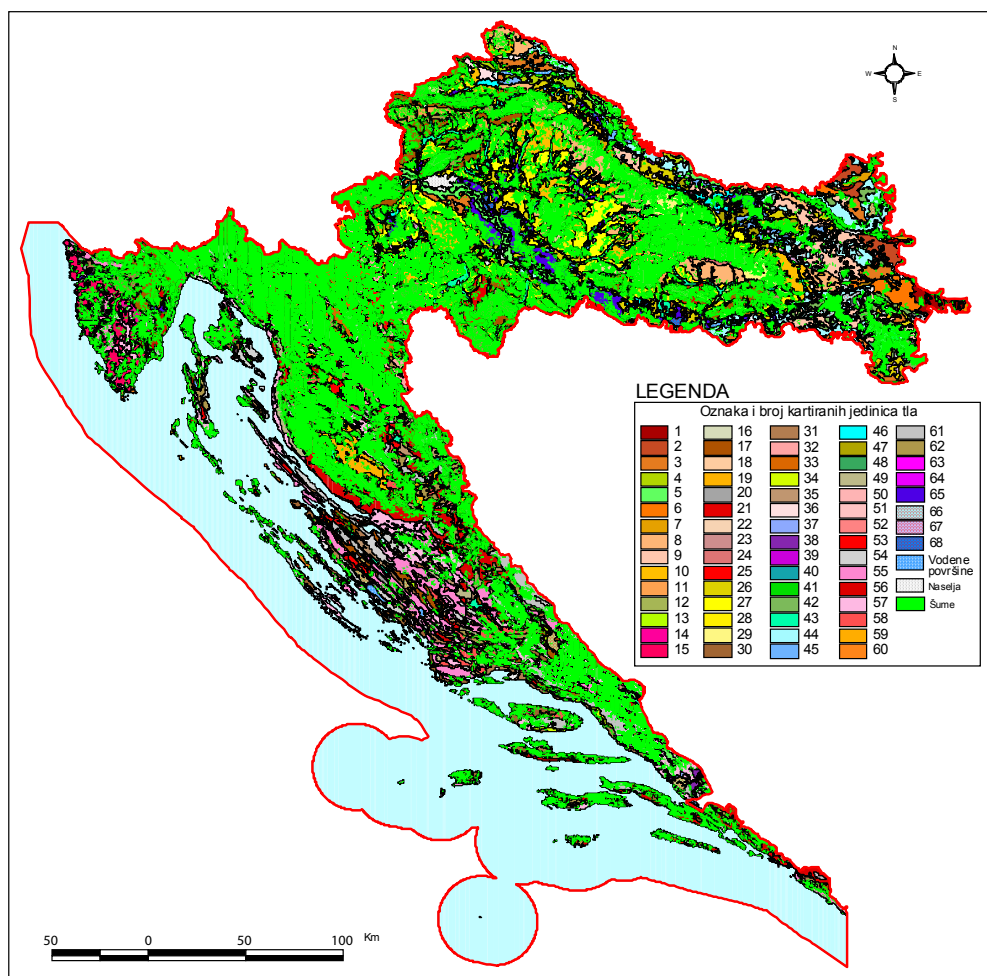 N
W E
S
LEGENDA
Oznaka i broj kartiranih jedinica tla
1 16 31 46 61
2 17 32 47 62
3 18 33 48 63
4 19 34 49 64
5 20 35 50 65
6 21 36 51 66
7 22 37 52 67
8 23 38 53 68
9 24 39 54 Vodene
površine
10 25 40 55 Naselja
11 26 41 56 Šume
12 27 42 57
13 28 43 58
14 29 44 59
15 30 45 60
50 0 50 100 Km